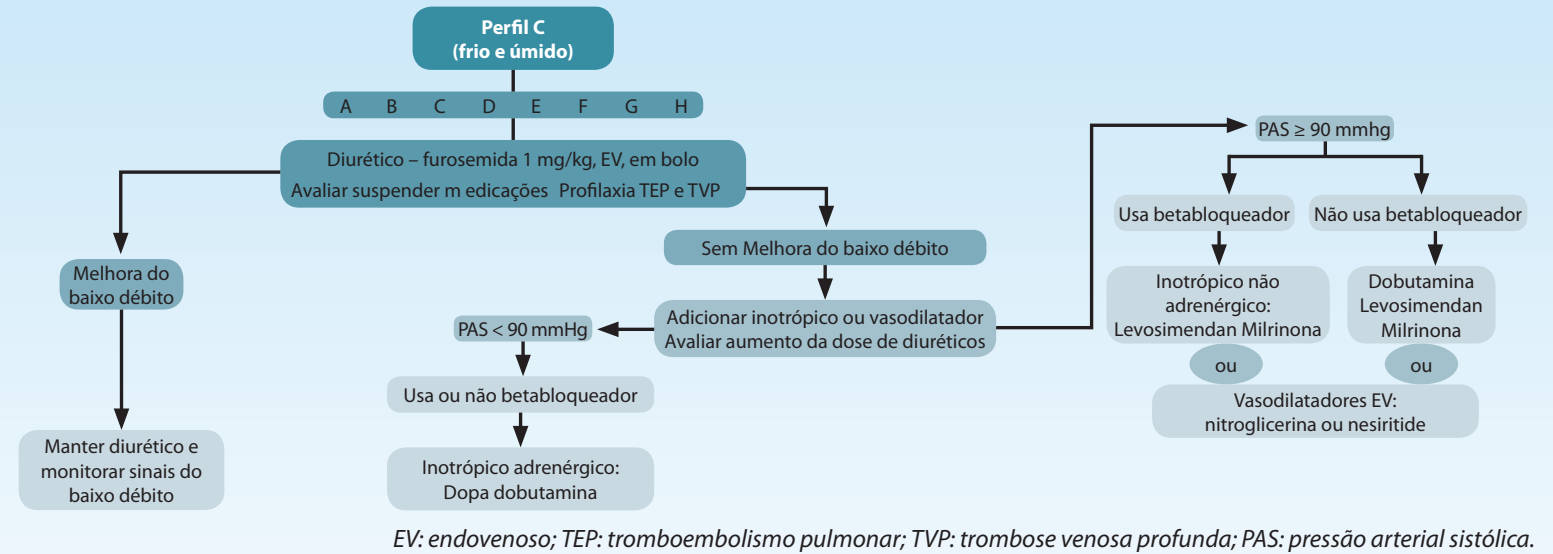 Perfil C
(frio e úmido)
A B C D E F G H
Diurético – furosemida 1 mg/kg, EV, em bolo
Avaliar suspender m edicações Profilaxia TEP e TVP
Melhora do
baixo débito
Manter diurético e
monitorar sinais do
baixo débito
Sem Melhora do baixo débito
Adicionar inotrópico ou vasodilatador
Avaliar aumento da dose de diuréticos
PAS < 90 mmHg
Usa ou não betabloqueador
Inotrópico adrenérgico:
Dopa dobutamina
PAS ≥ 90 mmhg
Usa betabloqueador
Não usa betabloqueador
Inotrópico não
adrenérgico:
Levosimendan Milrinona
Dobutamina
Levosimendan
Milrinona
ou
ou
Vasodilatadores EV:
nitroglicerina ou nesiritide
EV: endovenoso; TEP: tromboembolismo pulmonar; TVP: trombose venosa profunda; PAS: pressão arterial sistólica.